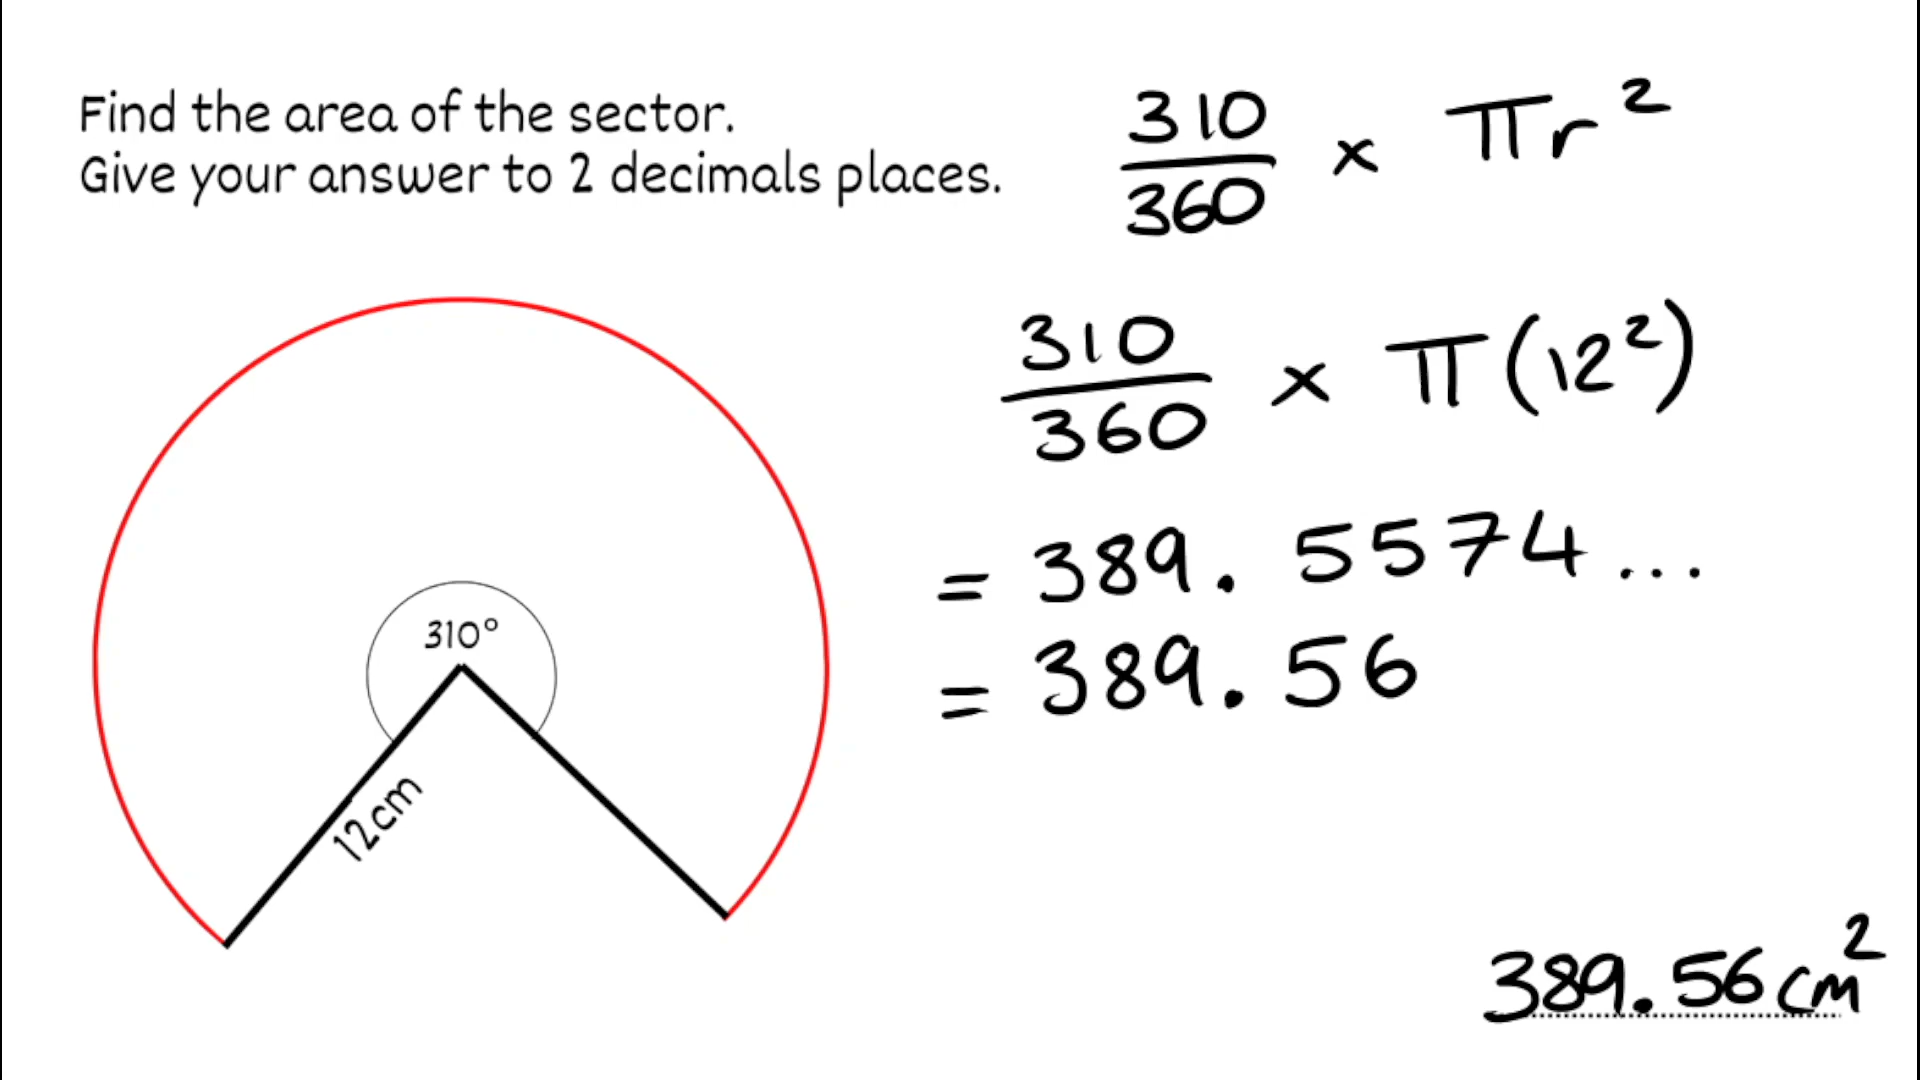 Find the area of the sector.
Give your answer to 2 decimals places.
310/360 × πr²
310/360 × π(12²)
= 389.5574...
= 389.56
310°
12cm
389.56cm²